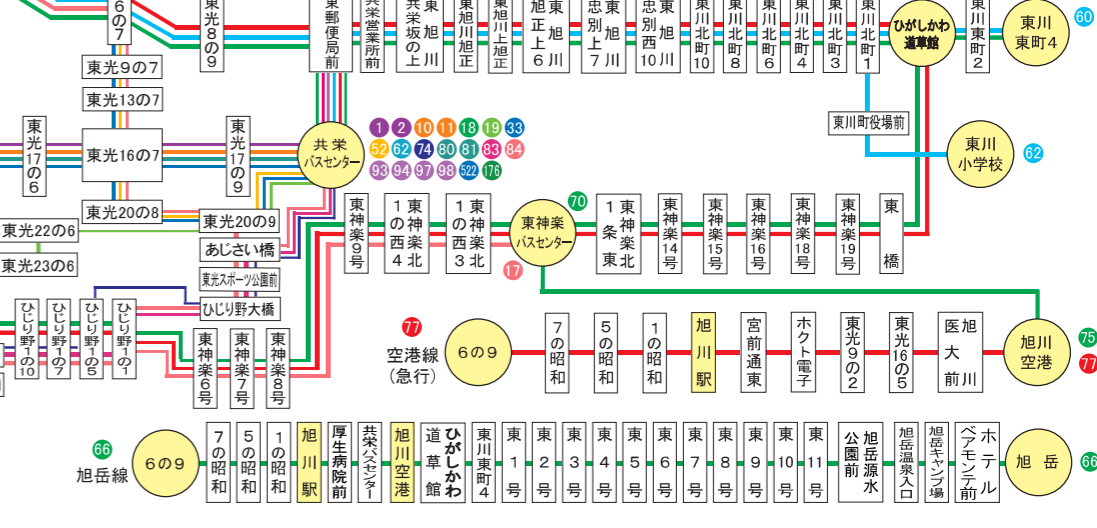 6の7
東光8の9
東郵便局前
共栄営業所前
東旭川
共栄坂の上
東旭川旭正
東旭川上旭正
東旭川
旭正上6
東旭川
忠別上7
東旭川
忠別西10
東川北町10
東川北町8
東川北町6
東川北町4
東川北町3
東川北町1
ひがしかわ
道草館
東川東町2
東川
東町4
60
東光9の7
東光13の7
東光17の6
東光16の7
東光17の9
共栄
バスセンター
1 2 10 11 18 19 33
52 62 74 80 81 83 84
93 94 97 98 522 176
東川町役場前
東川
小学校
62
東光20の8
東光20の9
東光22の6
東光23の6
あじさい橋
東光スポーツ公園前
ひじり野大橋
東神楽9号
東神楽北
1の西4
東神楽北
1の西3
東神楽
バスセンター
70
17
東神楽北
1条東
東神楽14号
東神楽15号
東神楽16号
東神楽18号
東神楽19号
東橋
ひじり野1の10
ひじり野1の7
ひじり野1の5
ひじり野1の1
東神楽6号
東神楽7号
東神楽8号
77
空港線
(急行)
6の9
7の昭和
5の昭和
1の昭和
旭川駅
宮前通東
ホクト電子
東光9の2
東光16の5
旭川
医大前
旭川
空港
75
77
66
旭岳線
6の9
7の昭和
5の昭和
1の昭和
旭川駅
厚生病院前
共栄バスセンター
旭川空港
ひがしかわ
道草館
東川東町4
東1号
東2号
東3号
東4号
東5号
東6号
東7号
東8号
東9号
東10号
東11号
旭岳源水
公園前
旭岳温泉入口
旭岳キャンプ場
ホテル
ベアモンテ前
旭岳
66